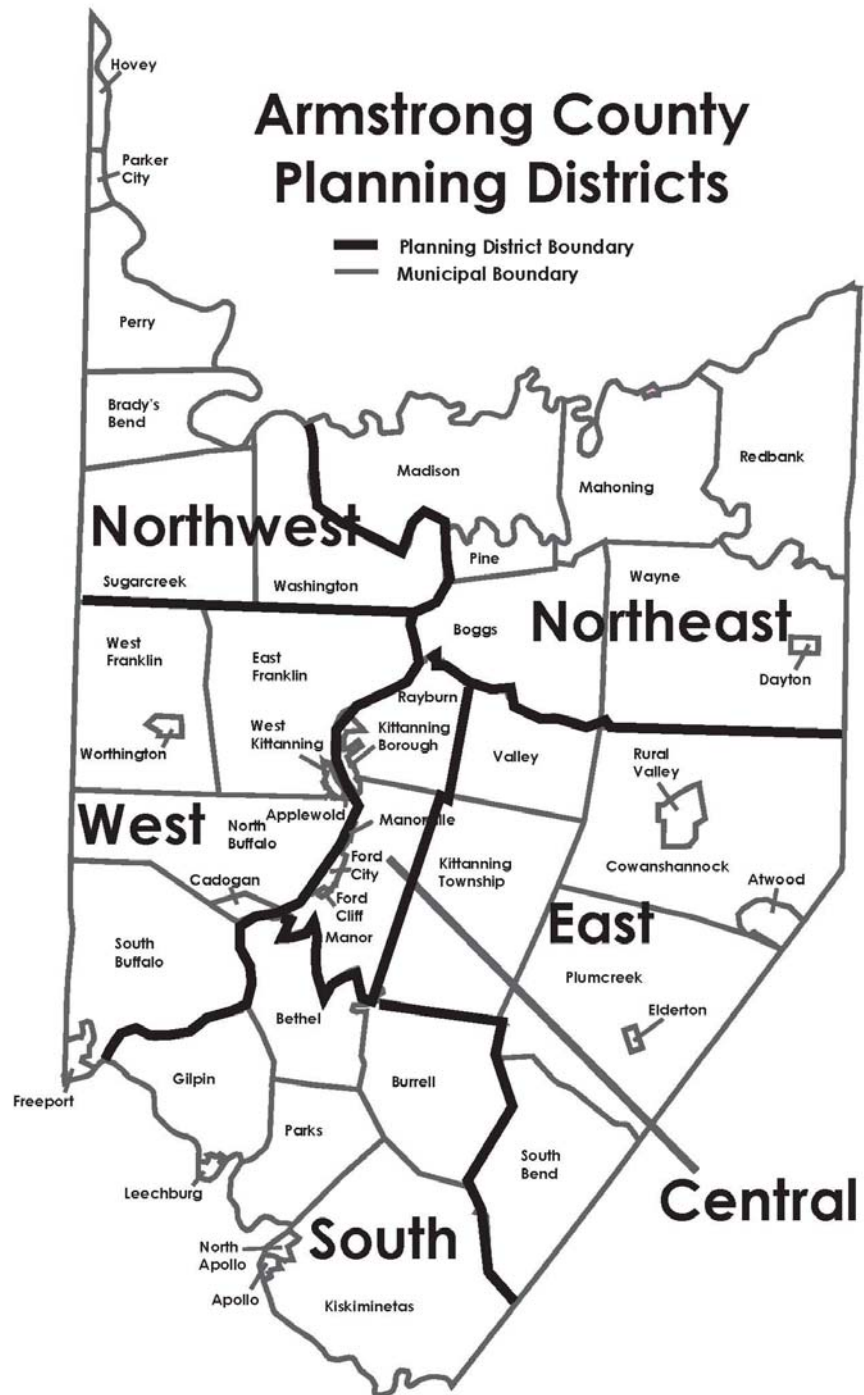 Hovey
Armstrong County
Planning Districts
Parker
City
Planning District Boundary
Municipal Boundary
Perry
Brady's
Bend
Madison
Mahoning
Redbank
Northwest
Sugarcreek
Washington
Pine
Wayne
Boggs
Northeast
Dayton
West
Franklin
East
Franklin
Rayburn
West
Kittanning
Kittanning
Borough
Worthington
Valley
Rural
Valley
West
North
Buffalo
Applewold
Manorville
Cadogan
Ford
City
Kittanning
Township
Cowanshannock
Atwood
Ford
Cliff
Manor
East
South
Buffalo
Plumcreek
Elderton
Bethel
Freeport
Gilpin
Burrell
Parks
South
Bend
Leechburg
Central
North
Apollo
South
Apollo
Kiskiminetas